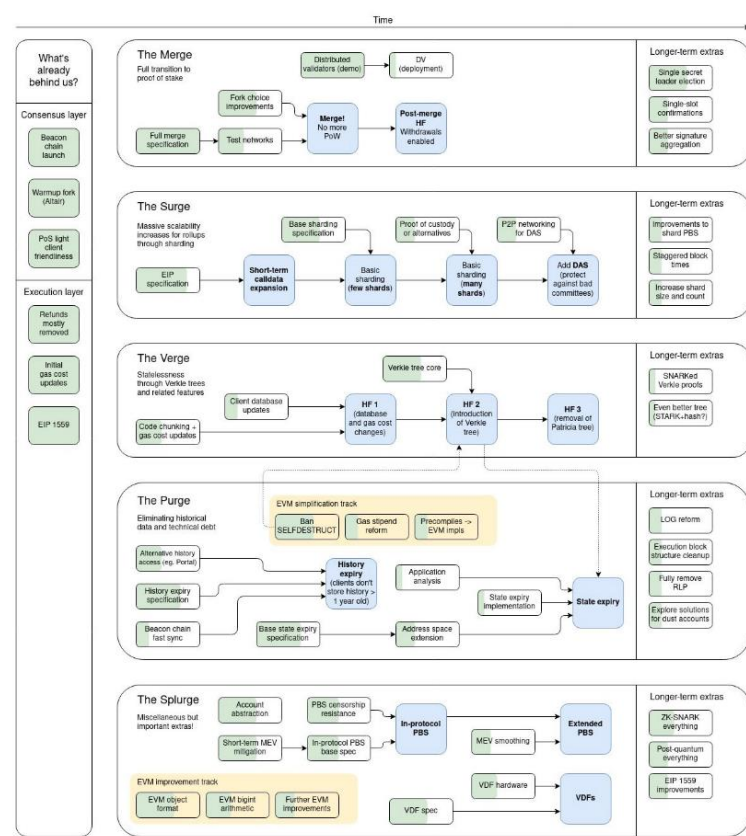 Time
What's
already
behind us?
Consensus layer
Beacon
chain
launch
Warmup fork
(Altair)
PoS light
client
friendliness
Execution layer
Refunds
mostly
removed
Initial
gas cost
updates
EIP 1559
The Merge
Full transition to
proof of stake
Distributed
validators (demo)
DV
(deployment)
Fork choice
improvements
Full merge
specification
Test networks
Merge!
No more
PoW
Post-merge
HF
Withdrawals
enabled
Longer-term extras
Single secret
leader election
Single-slot
confirmations
Better signature
aggregation
The Surge
Massive scalability
increases for rollups
through sharding
Base sharding
specification
Proof of custody
or alternatives
P2P networking
for DAS
EIP
specification
Short-term
calldata
expansion
Basic
sharding
(few shards)
Basic
sharding
(many
shards)
Add DAS
(protect
against bad
committees)
Longer-term extras
Improvements to
shard PBS
Staggered block
times
Increase shard
size and count
The Verge
Statelessness
through Verkle trees
and related features
Verkle tree core
Client database
updates
Code chunking +
gas cost updates
HF 1
(database
and gas cost
changes)
HF 2
(Introduction
of Verkle
tree)
HF 3
(removal of
Patricia tree)
Longer-term extras
SNARKed
Verkle proofs
Even better tree
(STARK+hash?)
The Purge
Eliminating historical
data and technical debt
EVM simplification track
Ban
SELFDESTRUCT
Gas stipend
reform
Precompiles ->
EVM impls
Alternative history
access (eg. Portal)
History expiry
specification
Beacon chain
fast sync
History
expiry
(clients don't
store history >
1 year old)
Application
analysis
State expiry
implementation
Base state expiry
specification
Address space
extension
State expiry
Longer-term extras
LOG reform
Execution block
structure cleanup
Fully remove
RLP
Explore solutions
for dust accounts
The Splurge
Miscellaneous but
important extras!
Account
abstraction
PBS censorship
resistance
Short-term MEV
mitigation
In-protocol PBS
base spec
In-protocol
PBS
MEV smoothing
Extended
PBS
EVM improvement track
EVM object
format
EVM bigint
arithmetic
Further EVM
improvements
VDF hardware
VDF spec
VDFs
Longer-term extras
ZK-SNARK
everything
Post-quantum
everything
EIP 1559
improvements